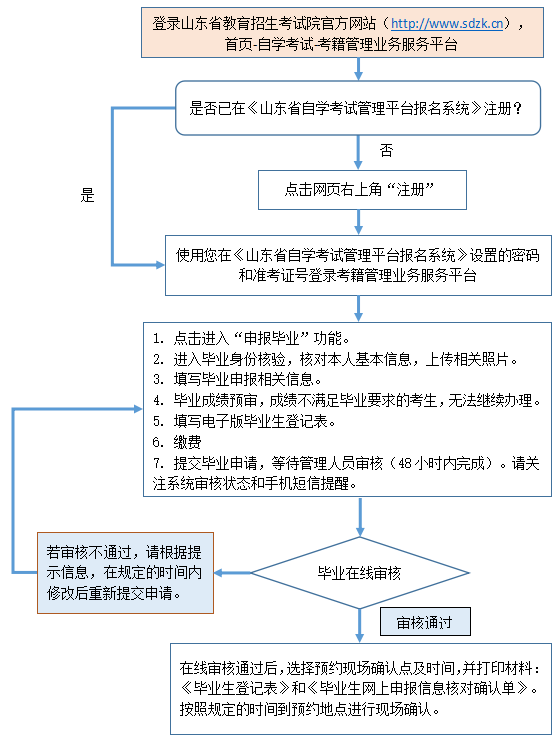 登录山东省教育招生考试院官方网站（http://www.sdzk.cn），
首页-自学考试-考籍管理业务服务平台
是否已在《山东省自学考试管理平台报名系统》注册？
否
是
点击网页右上角“注册”
使用您在《山东省自学考试管理平台报名系统》设置的密码
和准考证号登录考籍管理业务服务平台
1. 点击进入“申报毕业”功能。
2. 进入毕业身份核验，核对本人基本信息，上传相关照片。
3. 填写毕业申报相关信息。
4. 毕业成绩预审，成绩不满足毕业要求的考生，无法继续办理。
5. 填写电子版毕业生登记表。
6. 缴费
7. 提交毕业申请，等待管理人员审核（48小时内完成）。请关
注系统审核状态和手机短信提醒。
若审核不通过，请根据提
示信息，在规定的时间内
修改后重新提交申请。
毕业在线审核
审核通过
在线审核通过后，选择预约现场确认点及时间，并打印材料：
《毕业生登记表》和《毕业生网上申报信息核对确认单》。
按照规定的时间到预约地点进行现场确认。